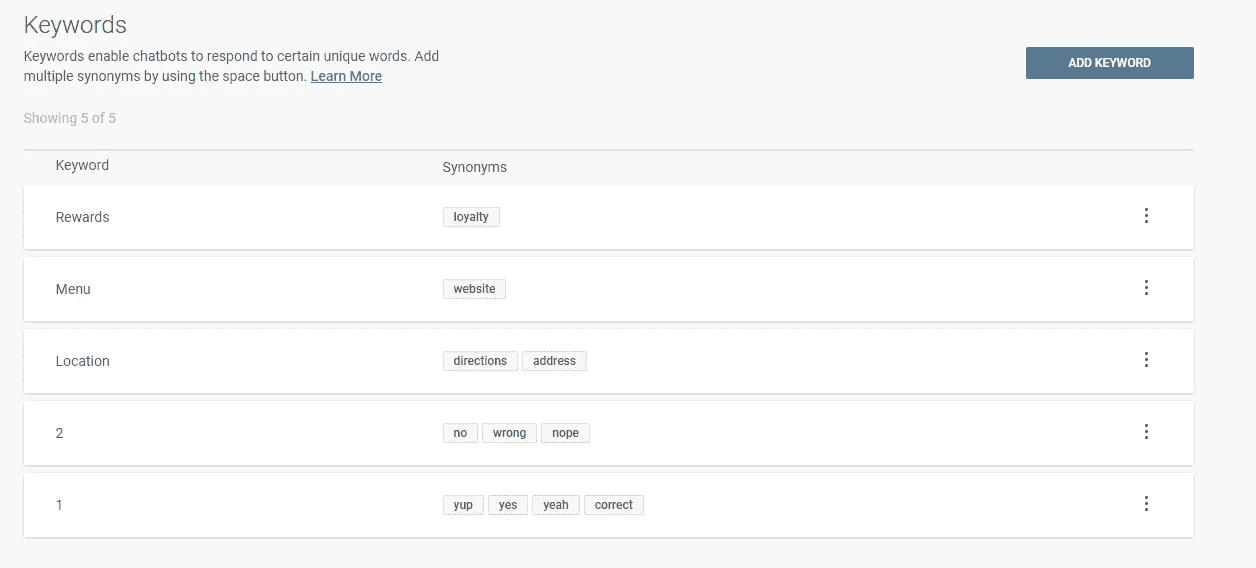 Keywords
Keywords enable chatbots to respond to certain unique words. Add
multiple synonyms by using the space button. Learn More
ADD KEYWORD
Showing 5 of 5
Keyword Synonyms
Rewards loyalty
Menu website
Location directions address
2 no wrong nope
1 yup yes yeah correct